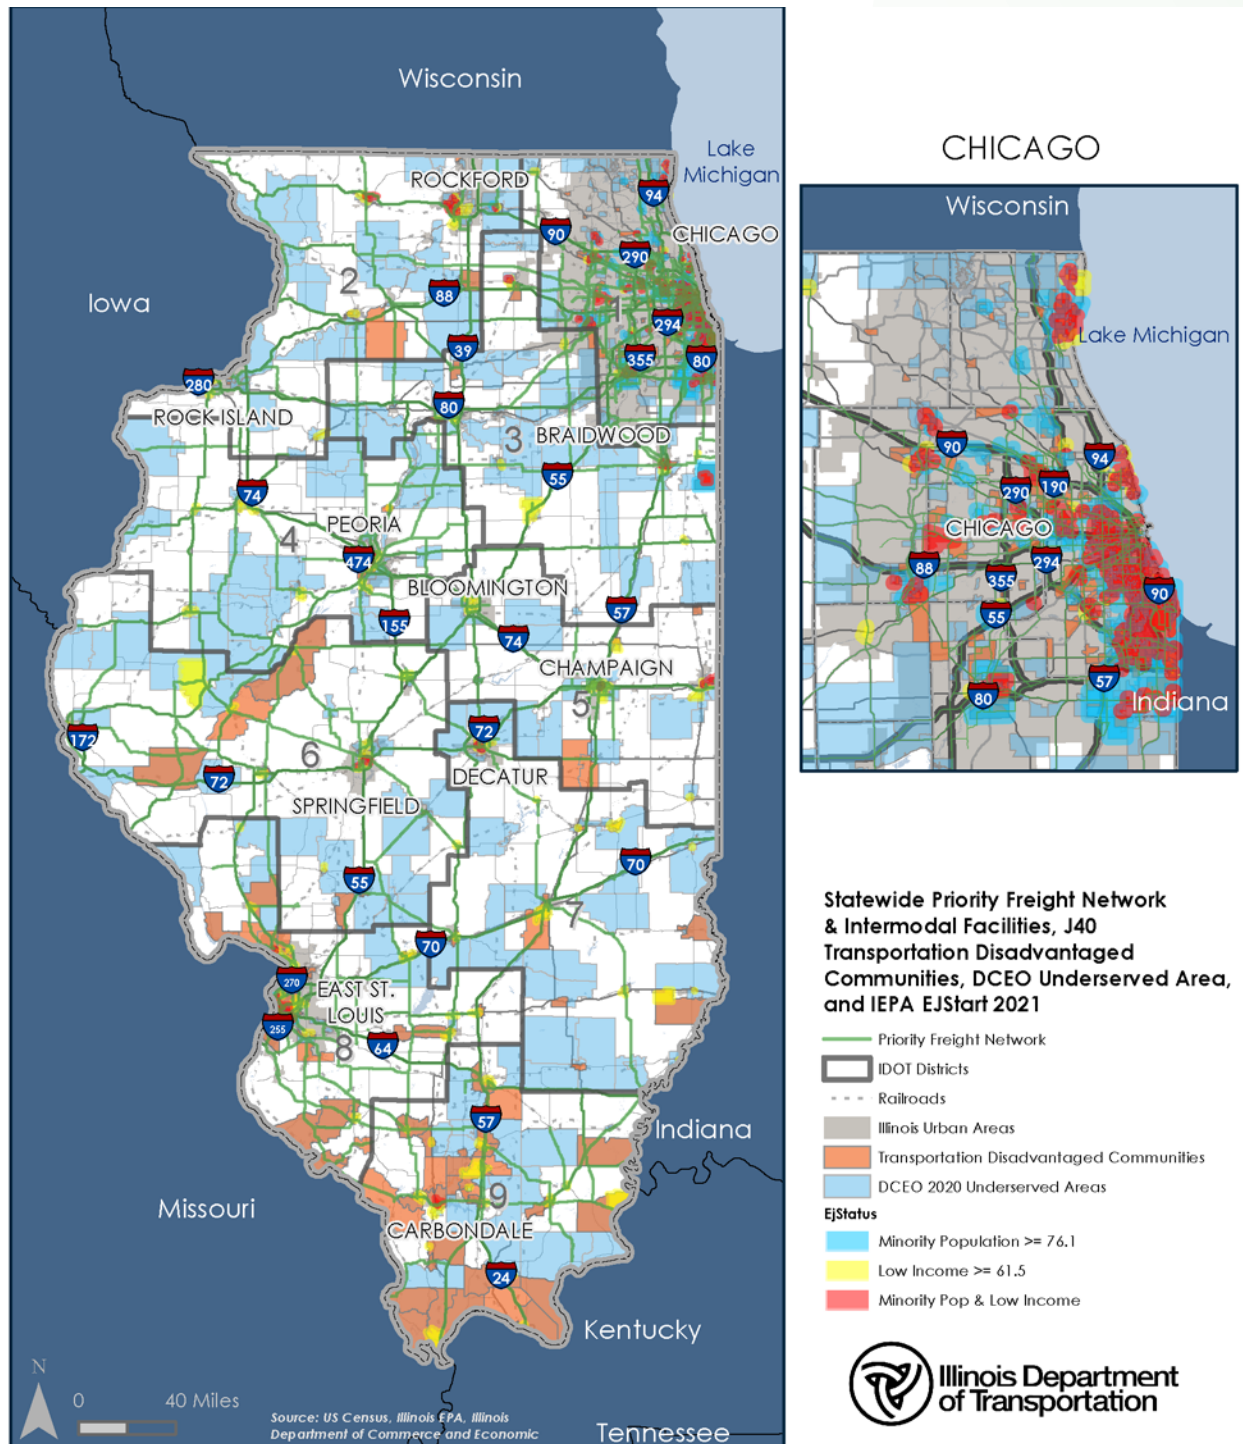 Wisconsin
Lake
Michigan
ROCKFORD
94
CHICAGO
90
290
Iowa
2
88
1
294
39
355
80
280
80
ROCK ISLAND
3
BRAIDWOOD
55
74
PEORIA
4
474
BLOOMINGTON
57
155
74
CHAMPAIGN
5
172
72
6
72
DECATUR
SPRINGFIELD
70
55
7
70
270
EAST ST.
LOUIS
255
8
64
57
Indiana
9
Missouri
CARBONDALE
24
Kentucky
N
0 40 Miles
Source: US Census, Illinois EPA, Illinois
Department of Commerce and Economic
Tennessee
CHICAGO
Wisconsin
Lake Michigan
90
94
290
190
CHICAGO
88
294
355
90
55
57
80
Indiana
Statewide Priority Freight Network
& Intermodal Facilities, J40
Transportation Disadvantaged
Communities, DCEO Underserved Area,
and IEPA EJStart 2021
Priority Freight Network
IDOT Districts
Railroads
Illinois Urban Areas
Transportation Disadvantaged Communities
DCEO 2020 Underserved Areas
EjStatus
Minority Population >= 76.1
Low Income >= 61.5
Minority Pop & Low Income
Illinois Department
of Transportation